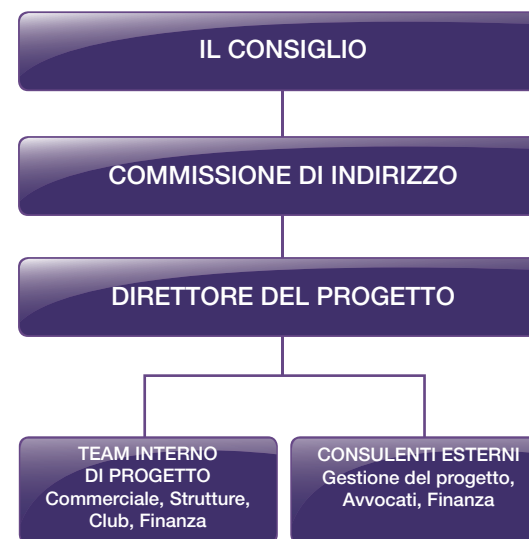 IL CONSIGLIO
COMMISSIONE DI INDIRIZZO
DIRETTORE DEL PROGETTO
TEAM INTERNO
DI PROGETTO
Commerciale, Strutture,
Club, Finanza
CONSULENTI ESTERNI
Gestione del progetto,
Avvocati, Finanza